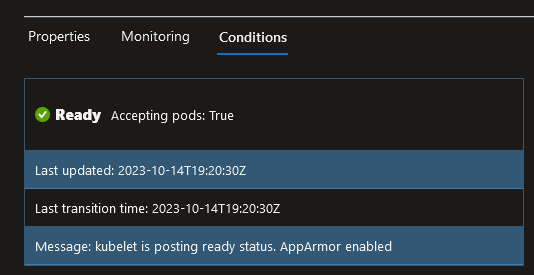 Properties Monitoring Conditions
Ready Accepting pods: True
Last updated: 2023-10-14T19:20:30Z
Last transition time: 2023-10-14T19:20:30Z
Message: kubelet is posting ready status. AppArmor enabled